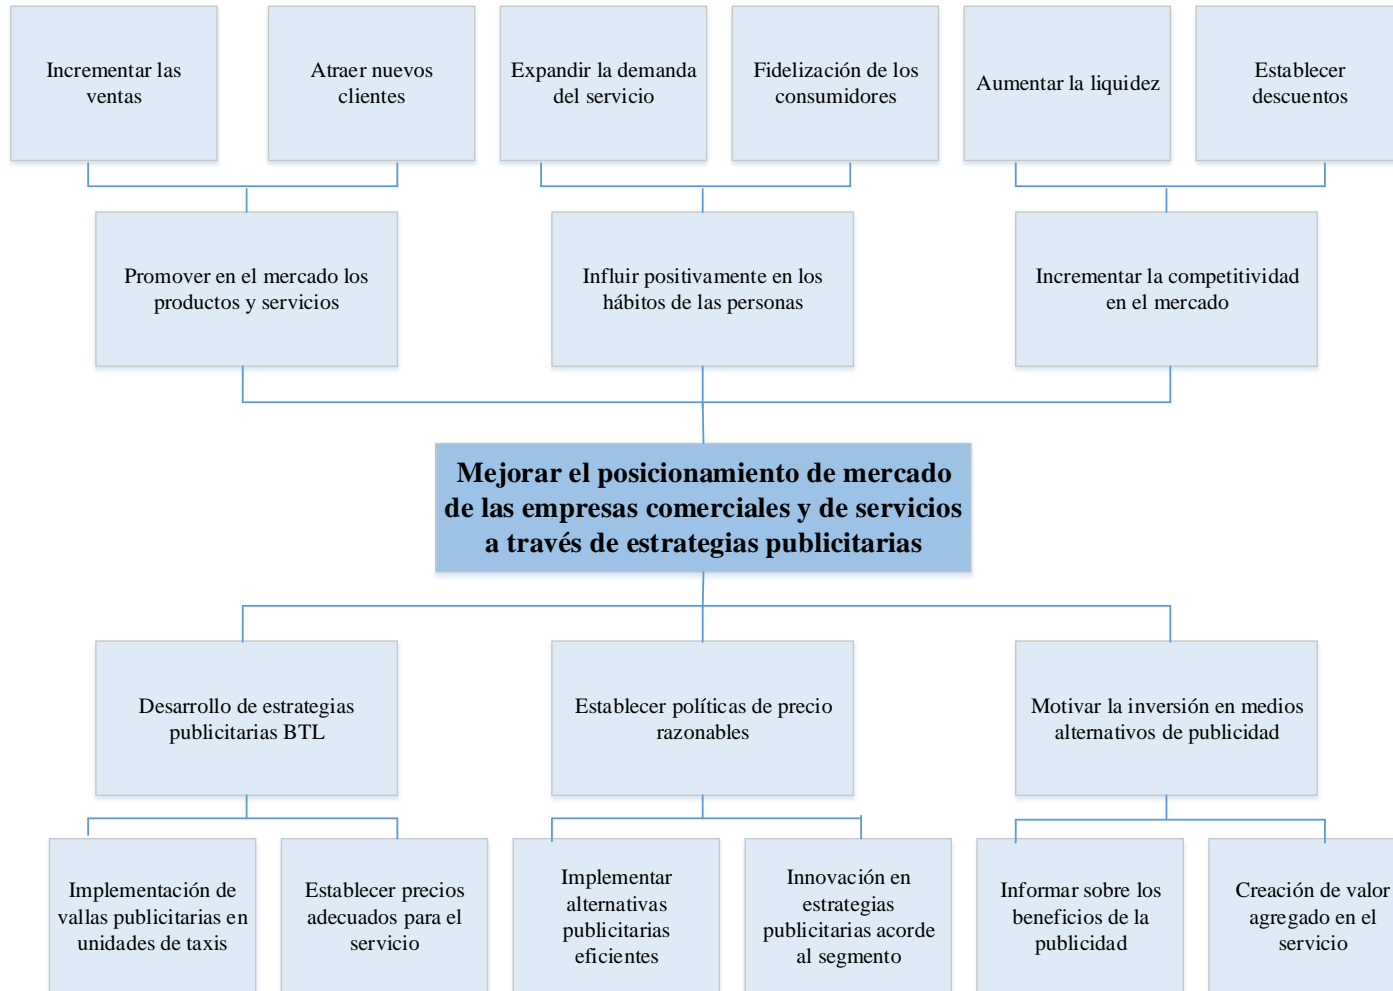 Incrementar las
ventas
Atraer nuevos
clientes
Expandir la demanda
del servicio
Fidelización de los
consumidores
Aumentar la liquidez
Establecer
descuentos
Promover en el mercado los
productos y servicios
Influir positivamente en los
hábitos de las personas
Incrementar la competitividad
en el mercado
Mejorar el posicionamiento de mercado
de las empresas comerciales y de servicios
a través de estrategias publicitarias
Desarrollo de estrategias
publicitarias BTL
Establecer políticas de precio
razonables
Motivar la inversión en medios
alternativos de publicidad
Implementación de
vallas publicitarias en
unidades de taxis
Establecer precios
adecuados para el
servicio
Implementar
alternativas
publicitarias
eficientes
Innovación en
estrategias
publicitarias acorde
al segmento
Informar sobre los
beneficios de la
publicidad
Creación de valor
agregado en el
servicio